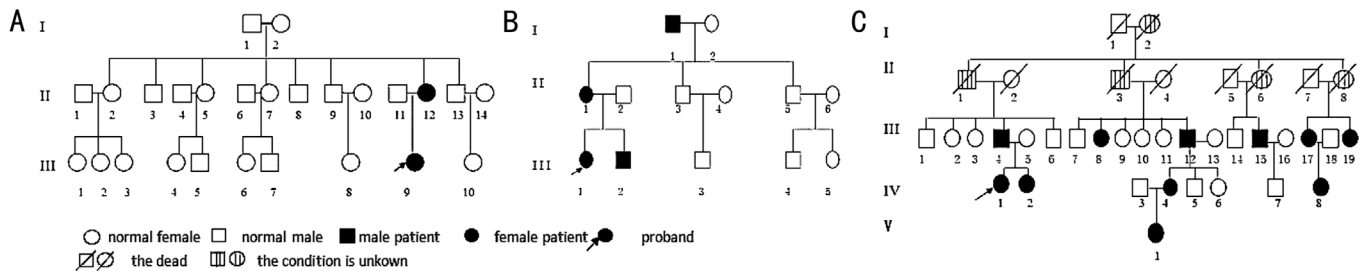 A
I
1 2
II
1 2 3 4 5 6 7 8 9 10 11 12 13 14
III
1 2 3 4 5 6 7 8 9 10
B
I
1 2
II
1 2 3 4 5 6
III
1 2 3 4 5
C
I
1 2
II
1 2 3 4 5 6 7 8
III
1 2 3 4 5 6 7 8 9 10 11 12 13 14 15 16 17 18 19
IV
1 2 3 4 5 6 7 8
V
1
normal female normal male male patient female patient proband
the dead the condition is unkown